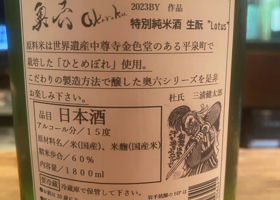 奥六 Okuroku
2023BY 作品
特別純米酒 生酛 "Lotus"
原料米は世界遺産中尊寺金色堂のある平泉町で
栽培した「ひとめぼれ」使用。
こだわりの製造方法で醸した奥六シリーズを是非
お楽しみ下さい。
杜氏 三浦健太郎
品目 日本酒
アルコール分/15度
原材料名/米(国産)、米麹(国産米)
精米歩合/60%
内容量/1800ml
要冷蔵
冷蔵庫で保管して下さい。